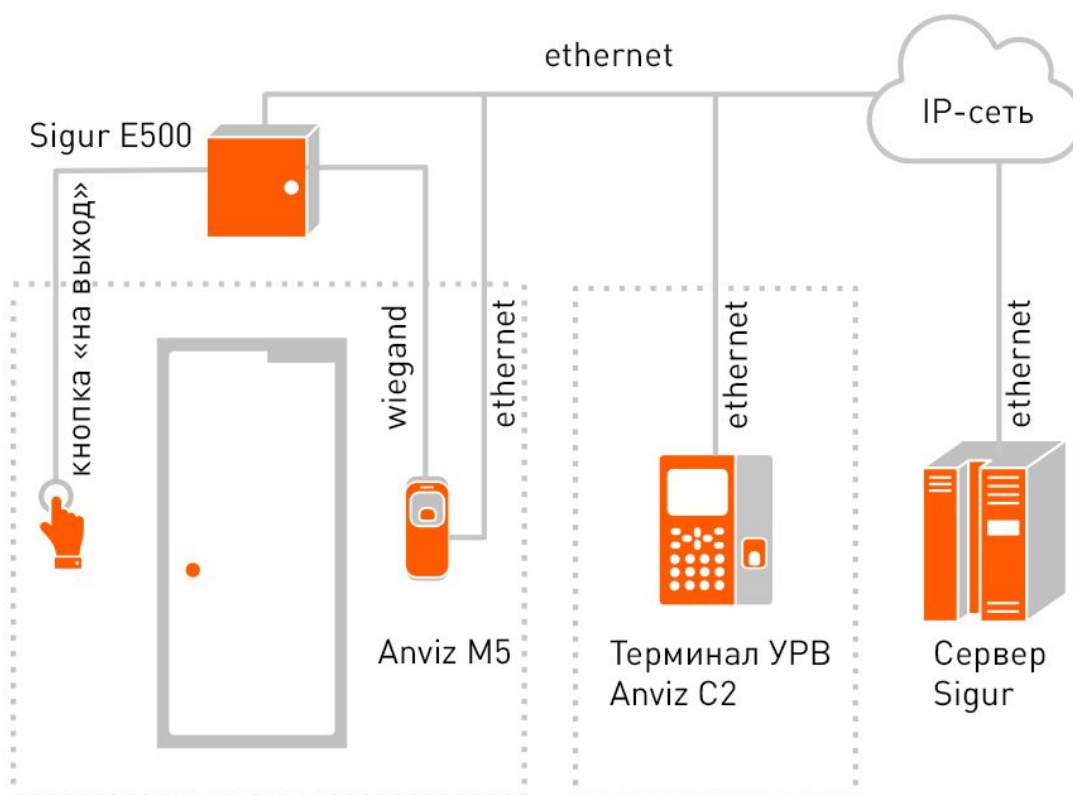 ethernet
IP-сеть
Sigur E500
кнопка «на выход»
wiegand
ethernet
ethernet
ethernet
Anviz M5
Терминал УРВ
Anviz C2
Сервер
Sigur